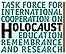 TASK FORCE FOR
INTERNATIONAL
COOPERATION ON
HOLOCAUST
EDUCATION
REMEMBRANCE
AND RESEARCH